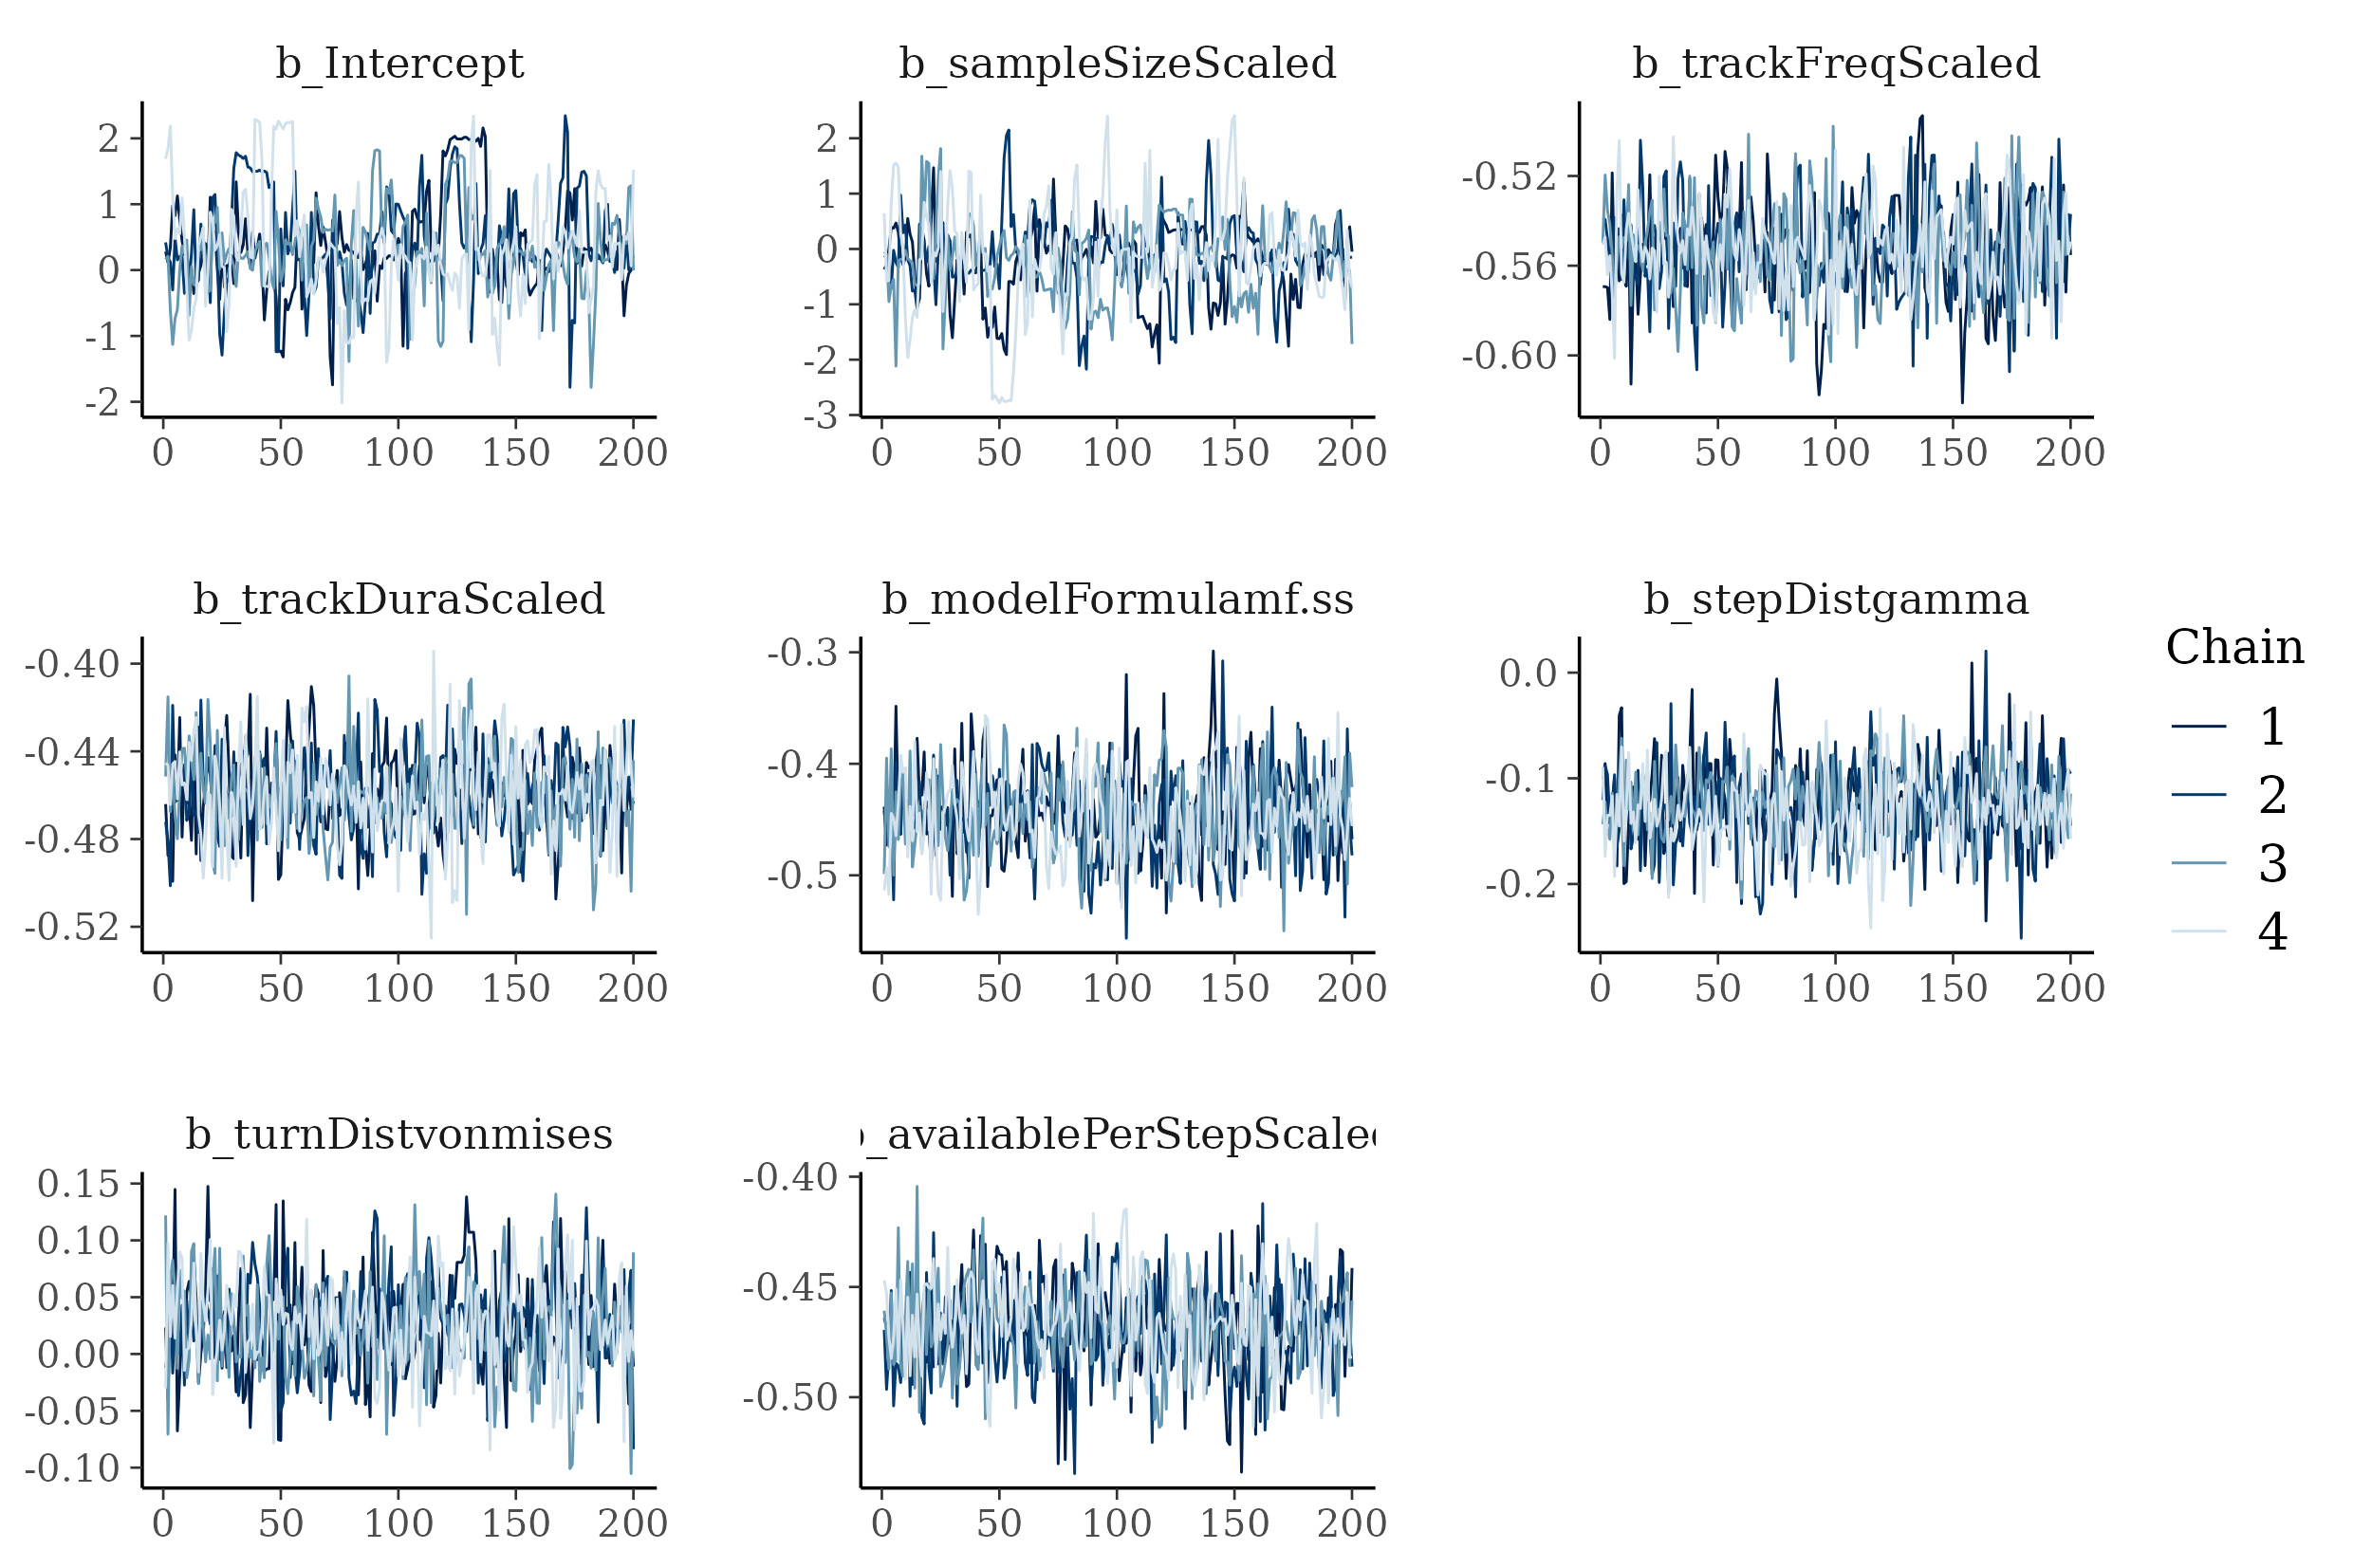 b_Intercept
b_sampleSizeScaled
b_trackFreqScaled
2
1
0
-1
-2
0 50 100 150 200
2
1
0
-1
-2
-3
0 50 100 150 200
-0.52
-0.56
-0.60
0 50 100 150 200
b_trackDuraScaled
b_modelFormulamf.ss
b_stepDistgamma
-0.40
-0.44
-0.48
-0.52
0 50 100 150 200
-0.3
-0.4
-0.5
0 50 100 150 200
0.0
-0.1
-0.2
0 50 100 150 200
Chain
1
2
3
4
b_turnDistvonmises
_availablePerStepScale
0.15
0.10
0.05
0.00
-0.05
-0.10
0 50 100 150 200
-0.40
-0.45
-0.50
0 50 100 150 200